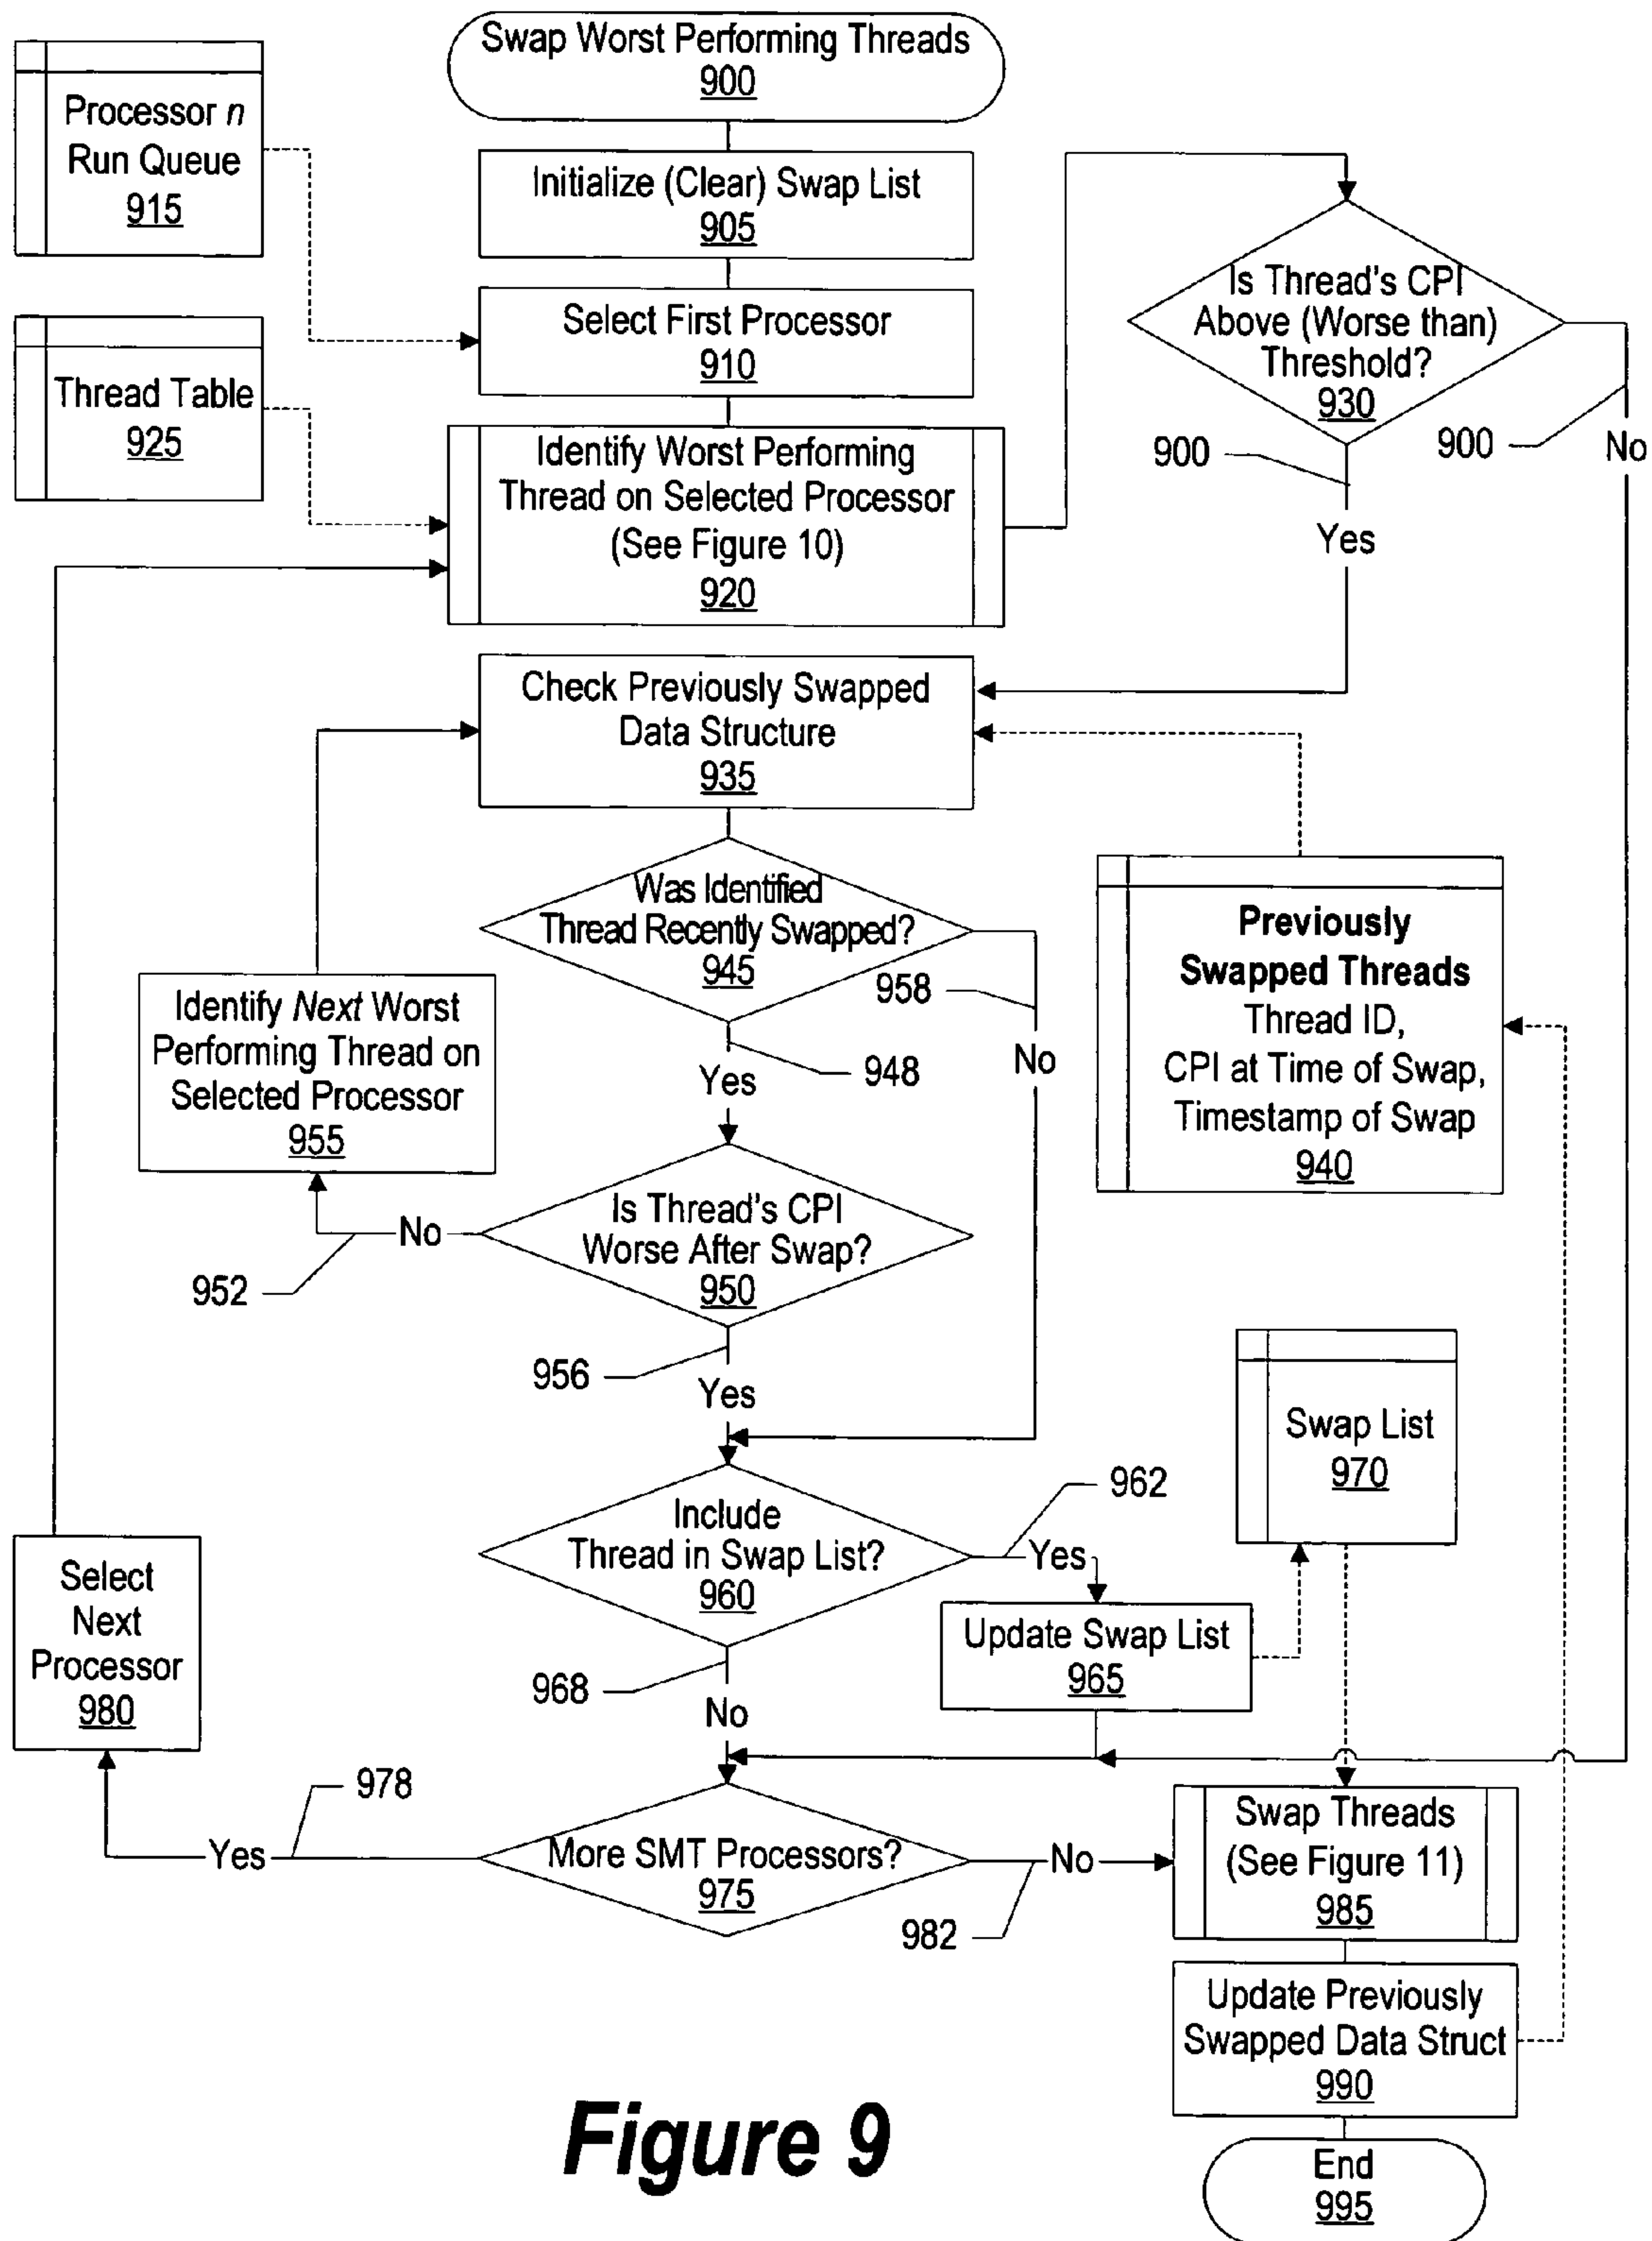 Swap Worst Performing Threads
900
Processor n
Run Queue
915
Initialize (Clear) Swap List
905
Select First Processor
910
Thread Table
925
Identify Worst Performing
Thread on Selected Processor
(See Figure 10)
920
Is Thread's CPI
Above (Worse than)
Threshold?
930
900
Yes
900
No
Check Previously Swapped
Data Structure
935
Was Identified
Thread Recently Swapped?
945
958
No
948
Yes
Previously
Swapped Threads
Thread ID,
CPI at Time of Swap,
Timestamp of Swap
940
Identify Next Worst
Performing Thread on
Selected Processor
955
Is Thread's CPI
Worse After Swap?
950
No
952
956
Yes
Swap List
970
Include
Thread in Swap List?
960
962
Yes
Update Swap List
965
968
No
Select
Next
Processor
980
978
Yes
More SMT Processors?
975
No
982
Swap Threads
(See Figure 11)
985
Update Previously
Swapped Data Struct
990
End
995
Figure 9